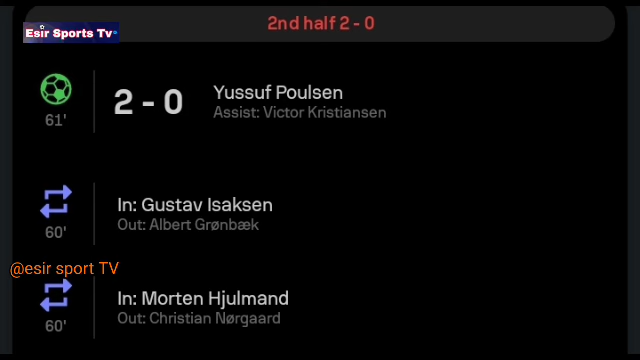 Esir Sports Tv
2nd half 2 - 0
61'
2 - 0
Yussuf Poulsen
Assist: Victor Kristiansen
60'
In: Gustav Isaksen
Out: Albert Grønbæk
@esir sport TV
60'
In: Morten Hjulmand
Out: Christian Nørgaard